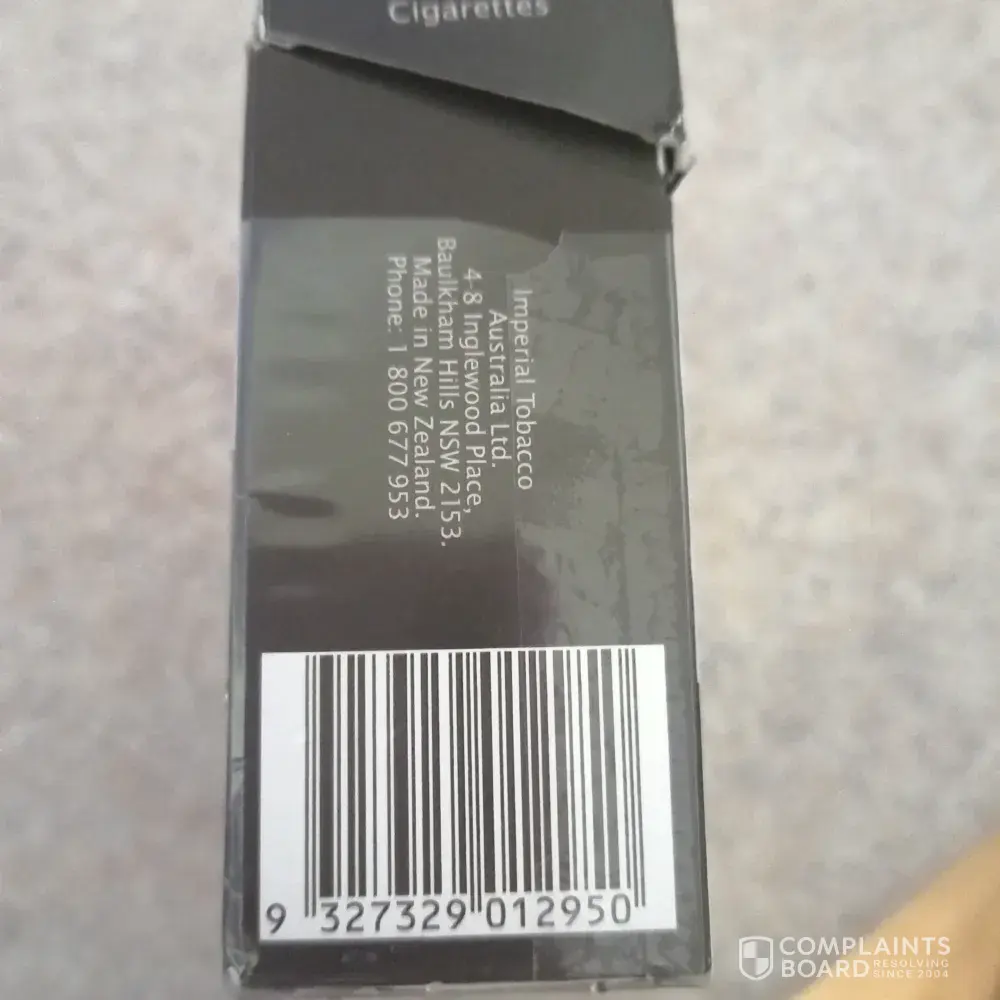 Cigarettes
Imperial Tobacco
Australia Ltd.
4-8 Inglewood Place,
Baulkham Hills NSW 2153.
Made in New Zealand.
Phone: 1 800 677 953
9 327329 012950
COMPLAINTS
BOARD RESOLVING
SINCE 2004